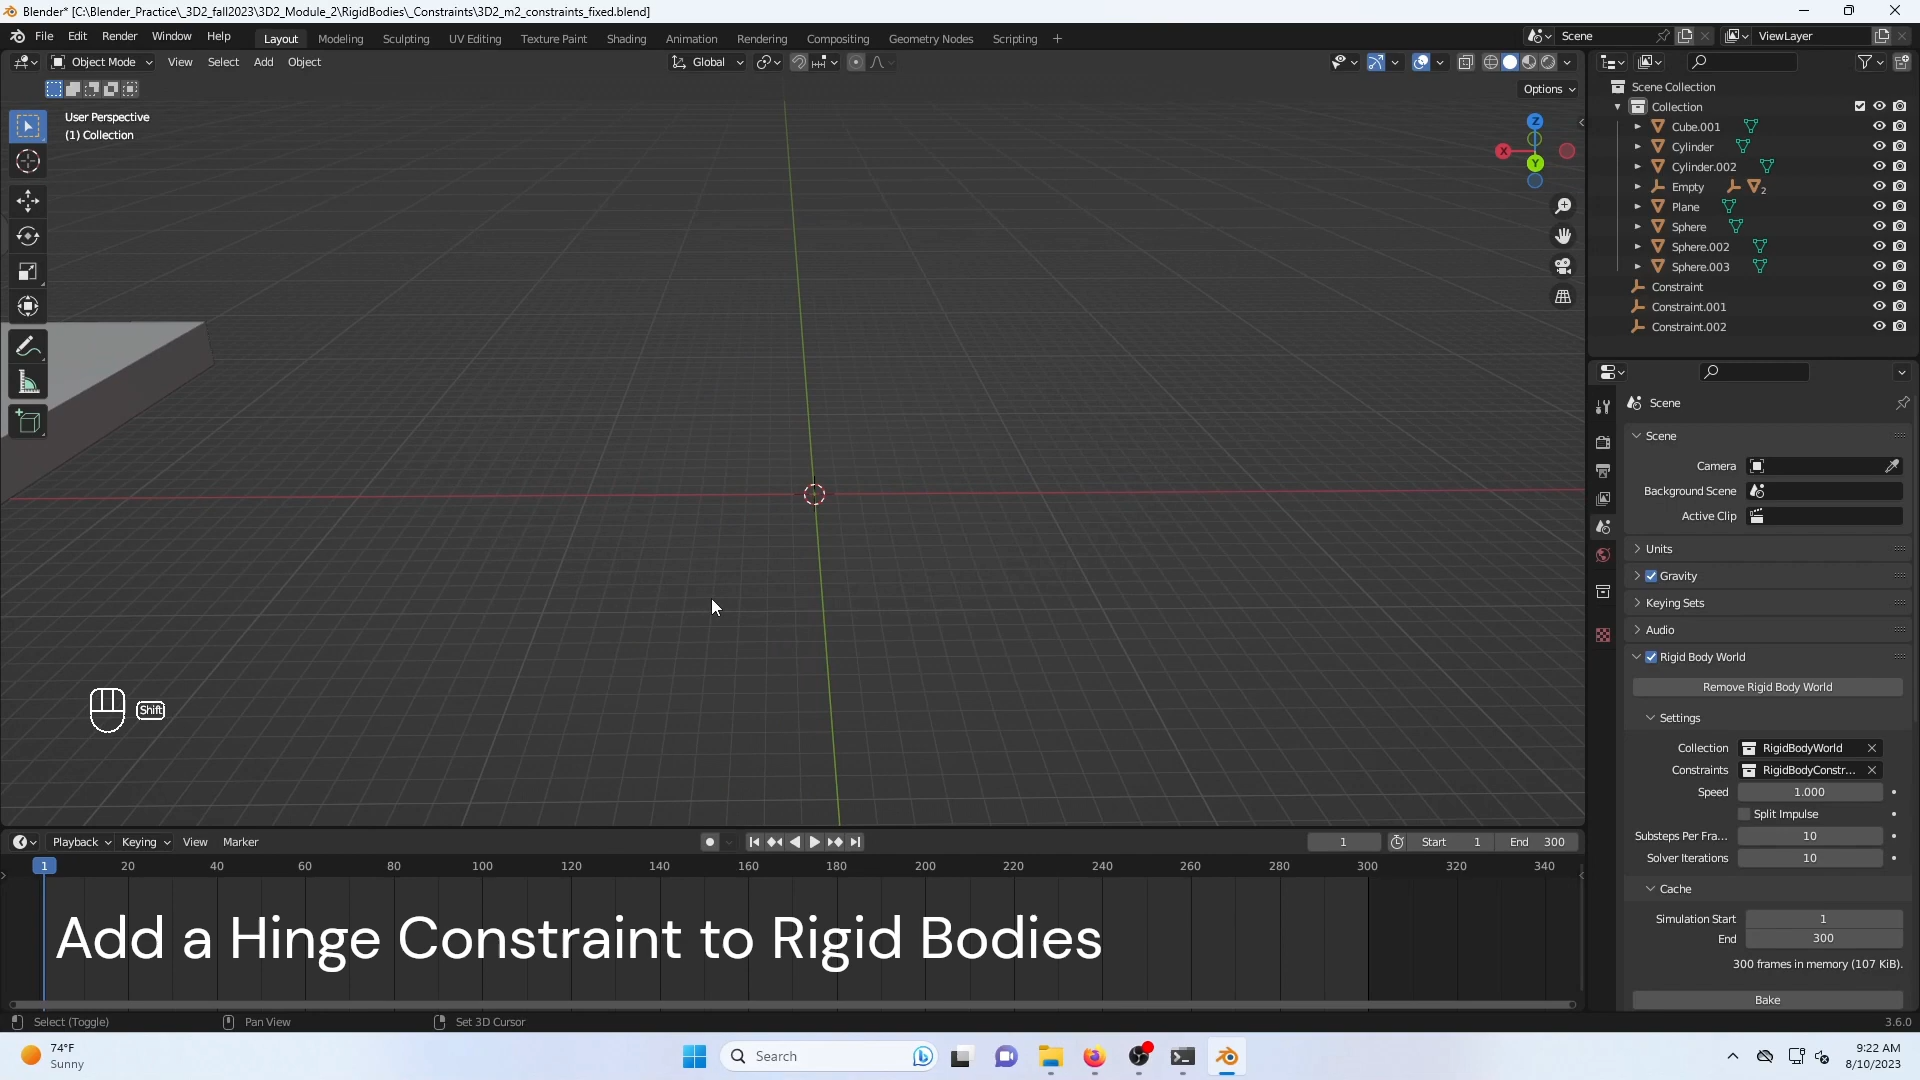 Blender* [C:\Blender_Practice\_3D2_fall2023\3D2_Module_2\RigidBodies\_Constraints\3D2_m2_constraints_fixed.blend]
File Edit Render Window Help Layout Modeling Sculpting UV Editing Texture Paint Shading Animation Rendering Compositing Geometry Nodes Scripting + Scene ViewLayer
Object Mode View Select Add Object Global
Options
User Perspective
(1) Collection
Z
X
Y
Scene Collection
Collection
Cube.001
Cylinder
Cylinder.002
Empty 2
Plane
Sphere
Sphere.002
Sphere.003
Constraint
Constraint.001
Constraint.002
Scene
Scene
Camera
Background Scene
Active Clip
Units
Gravity
Keying Sets
Audio
Rigid Body World
Remove Rigid Body World
Settings
Collection RigidBodyWorld
Constraints RigidBodyConstr...
Speed 1.000
Split Impulse
Substeps Per Fra... 10
Solver Iterations 10
Cache
Simulation Start 1
End 300
300 frames in memory (107 KiB).
Bake
Shift
Playback Keying View Marker 1 Start 1 End 300
1 20 40 60 80 100 120 140 160 180 200 220 240 260 280 300 320 340
Add a Hinge Constraint to Rigid Bodies
Select (Toggle) Pan View Set 3D Cursor 3.6.0
74°F
Sunny
Search
9:22 AM
8/10/2023